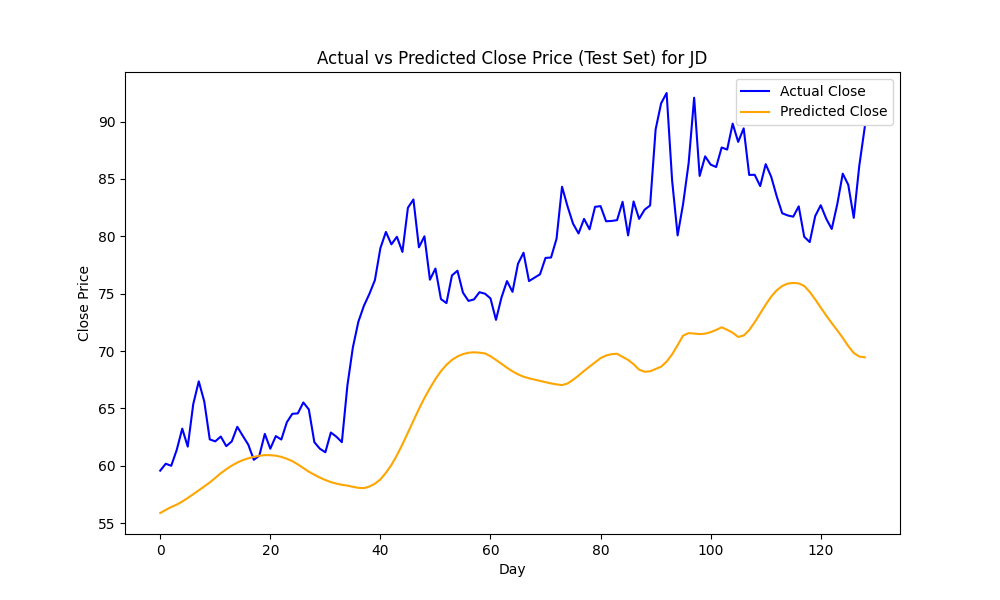 Actual vs Predicted Close Price (Test Set) for JD
Actual Close
Predicted Close
Close Price
90
85
80
75
70
65
60
55
0 20 40 60 80 100 120
Day